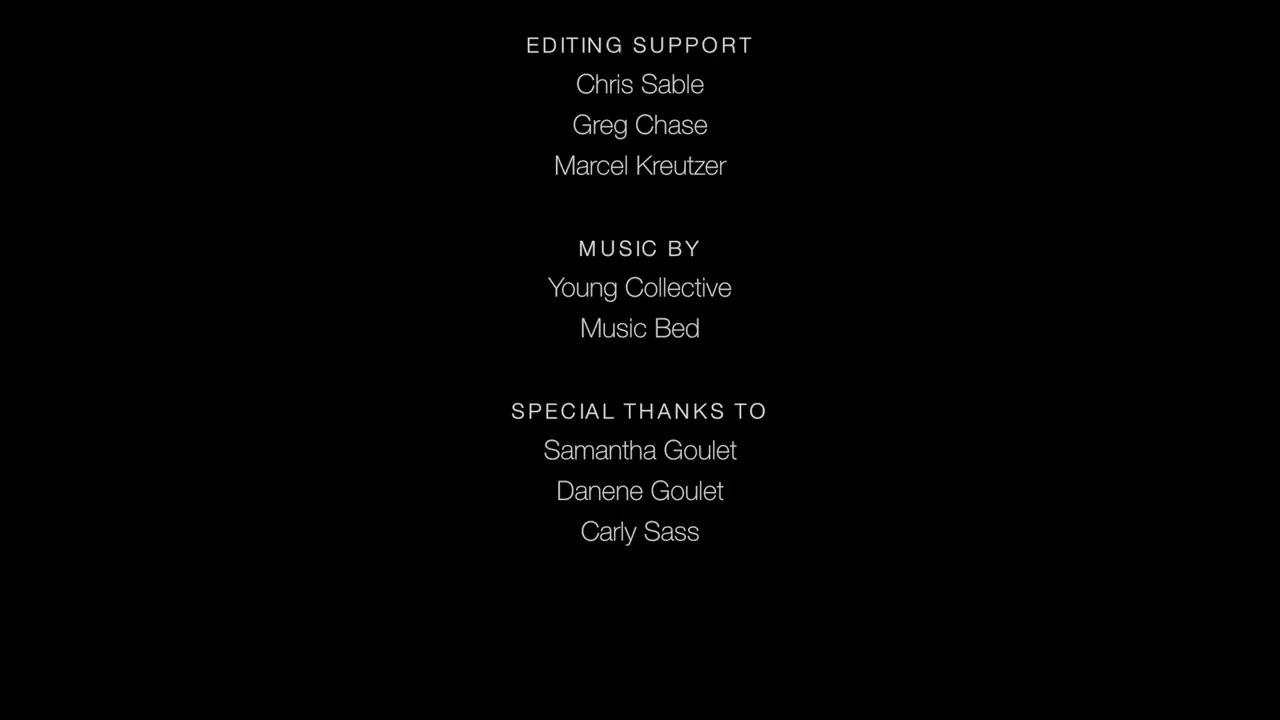 EDITING SUPPORT
Chris Sable
Greg Chase
Marcel Kreutzer
MUSIC BY
Young Collective
Music Bed
SPECIAL THANKS TO
Samantha Goulet
Danene Goulet
Carly Sass